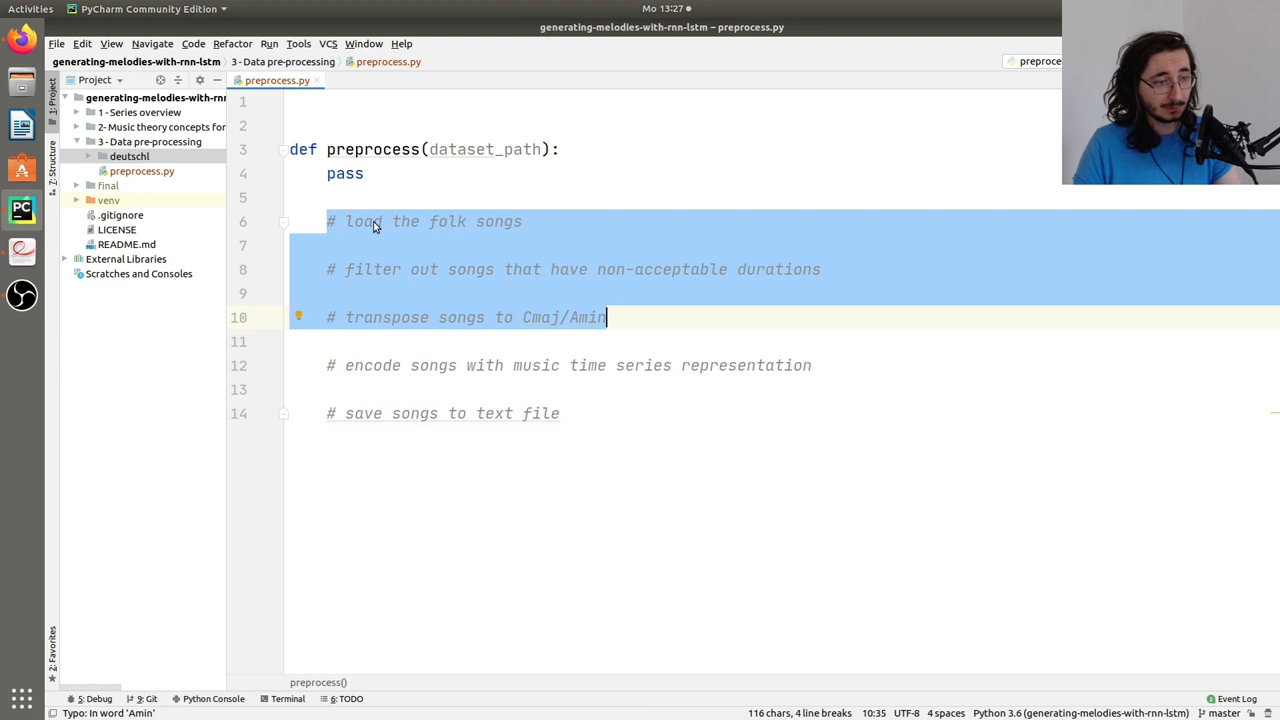 Activities
PyCharm Community Edition
Mo 13:27
generating-melodies-with-rnn-lstm – preprocess.py
File Edit View Navigate Code Refactor Run Tools VCS Window Help
generating-melodies-with-rnn-lstm 3 - Data pre-processing preprocess.py
preproce
Project
preprocess.py
1: Project
7: Structure
2: Favorites
generating-melodies-with-rn
1 - Series overview
2- Music theory concepts for
3 - Data pre-processing
deutschl
preprocess.py
final
venv
.gitignore
LICENSE
README.md
External Libraries
Scratches and Consoles
1
2
3 def preprocess(dataset_path):
4 pass
5
6 # load the folk songs
7
8 # filter out songs that have non-acceptable durations
9
10 # transpose songs to Cmaj/Amin
11
12 # encode songs with music time series representation
13
14 # save songs to text file
preprocess()
5: Debug 9: Git Python Console Terminal 6: TODO Event Log
Typo: In word 'Amin' 116 chars, 4 line breaks 10:35 UTF-8 4 spaces Python 3.6 (generating-melodies-with-rnn-lstm) master